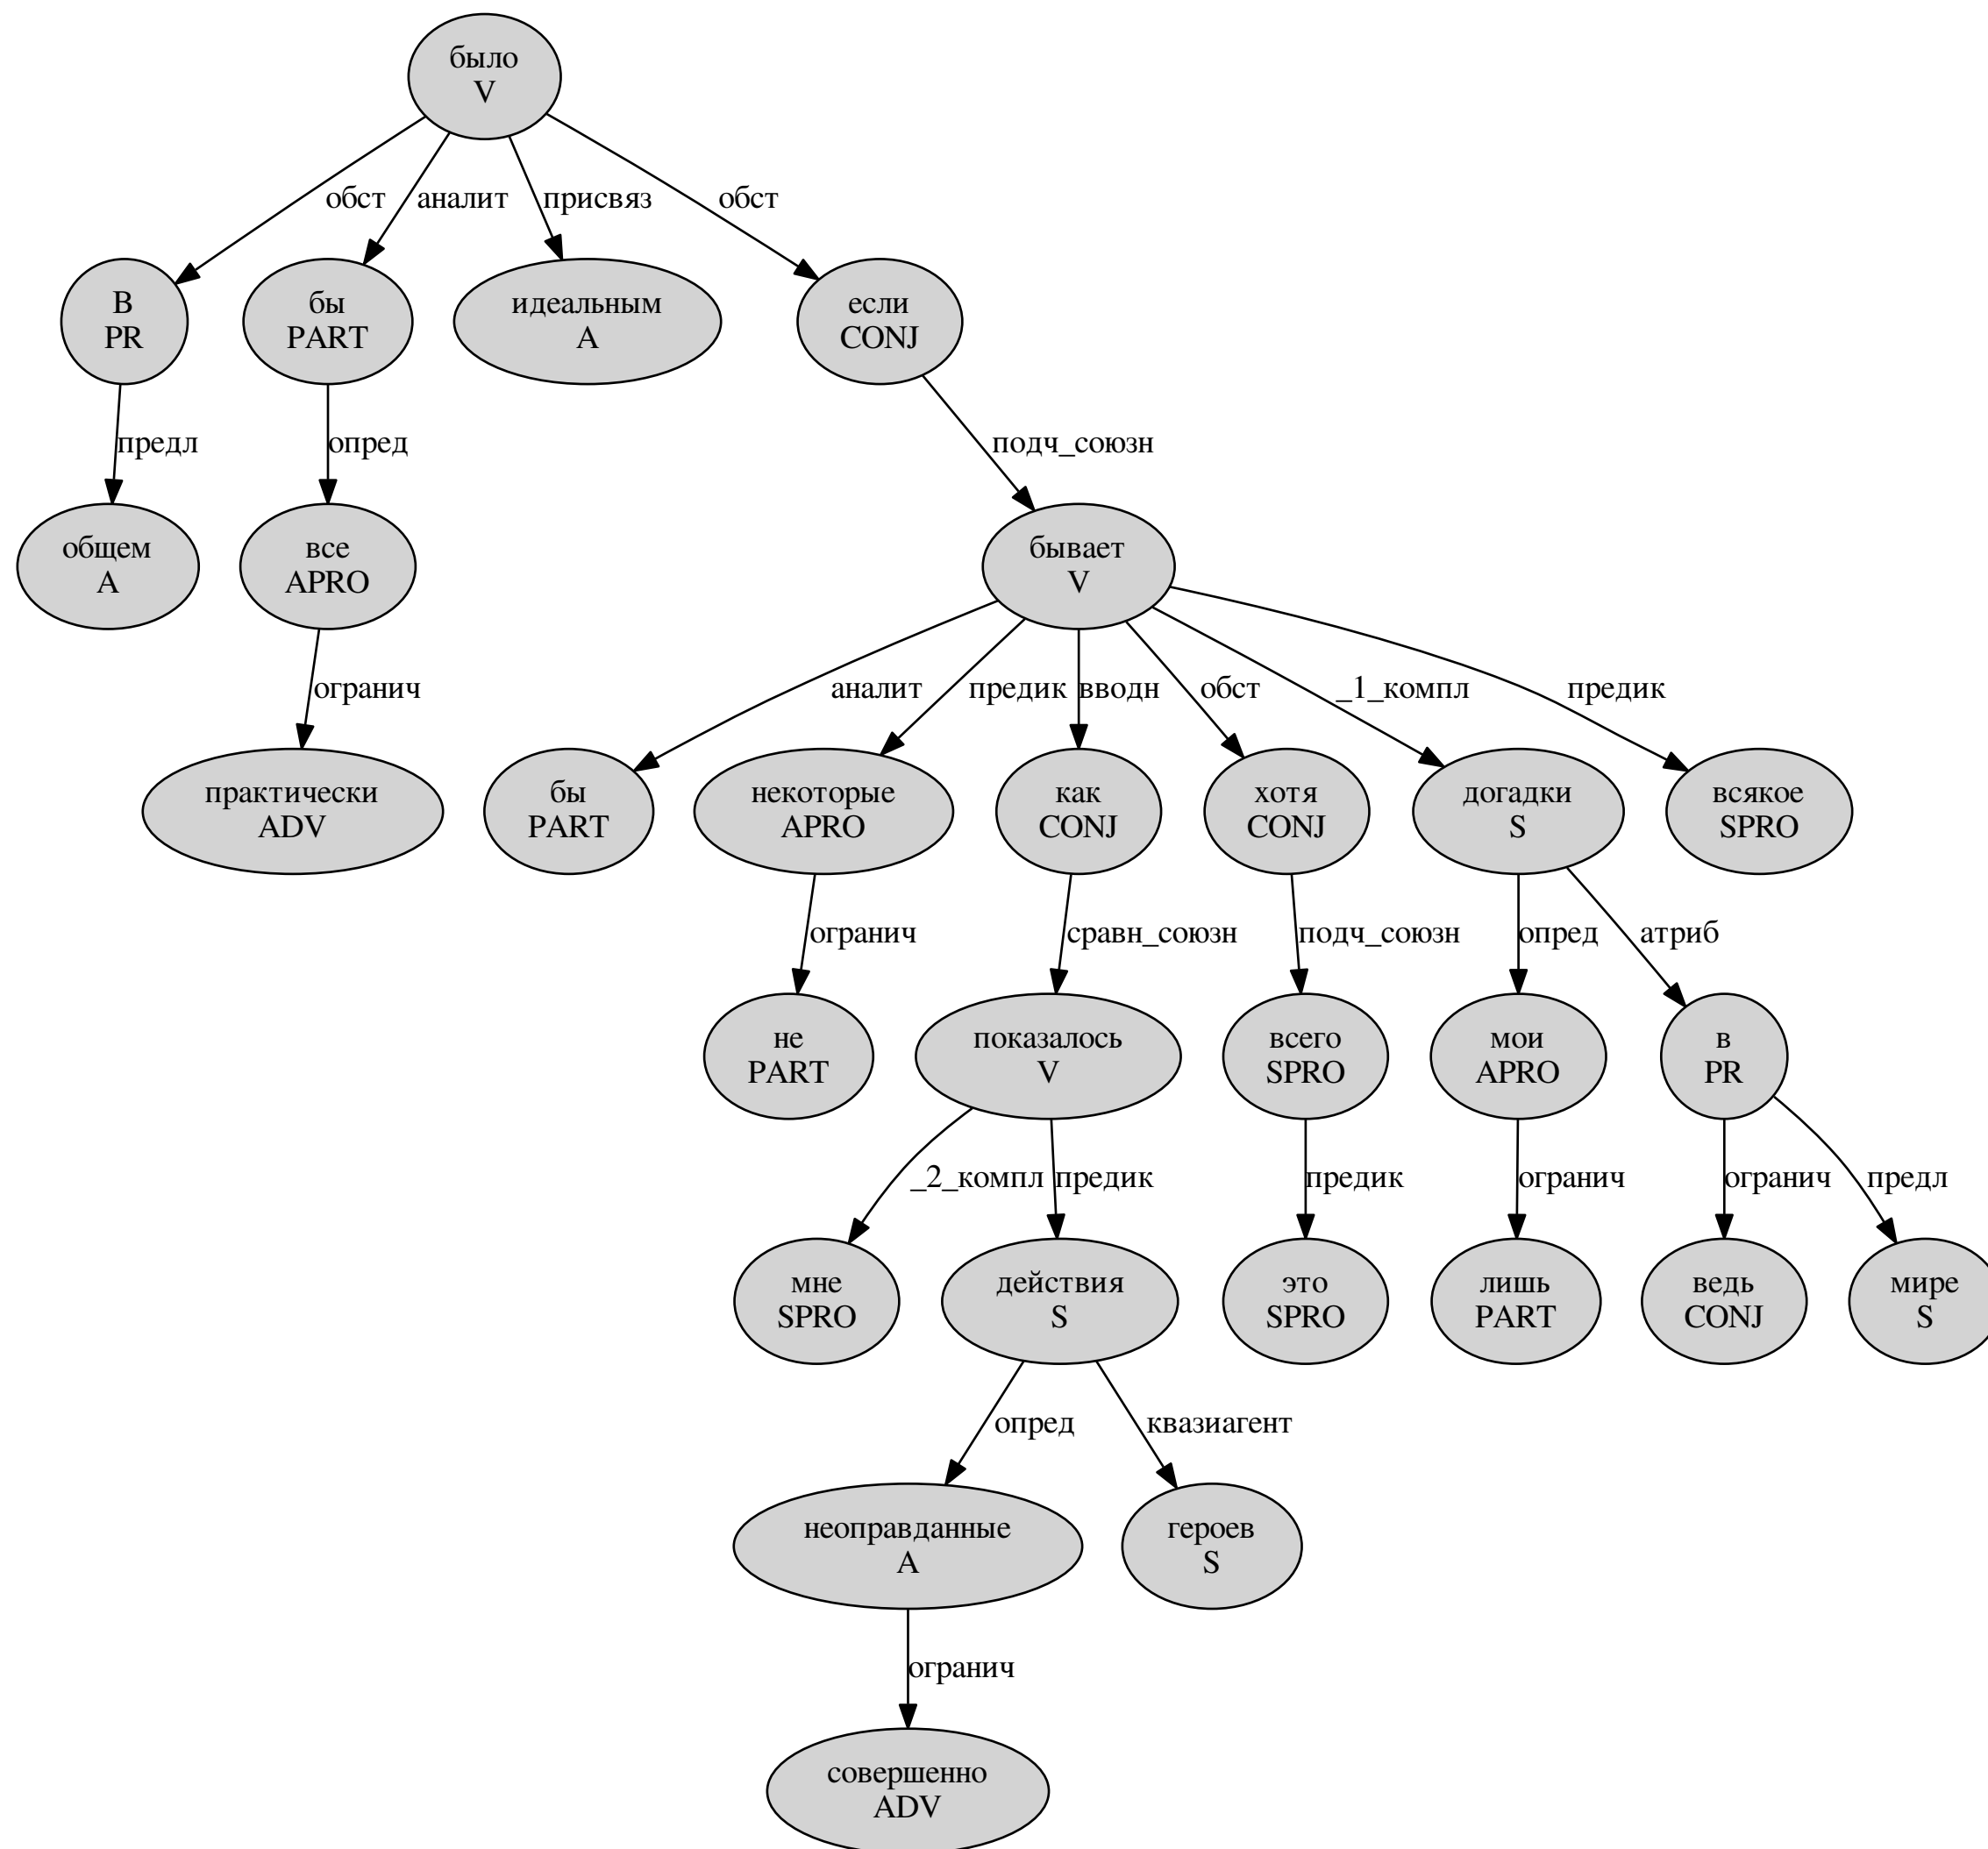 было
V
обст
аналит
присвяз
обст
В
PR
бы
PART
идеальным
A
если
CONJ
предл
опред
подч_союзн
общем
A
все
APRO
бывает
V
огранич
аналит
предик
вводн
обст
_1_компл
предик
практически
ADV
бы
PART
некоторые
APRO
как
CONJ
хотя
CONJ
догадки
S
всякое
SPRO
огранич
сравн_союзн
подч_союзн
опред
атриб
не
PART
показалось
V
всего
SPRO
мои
APRO
в
PR
_2_компл
предик
предик
огранич
огранич
предл
мне
SPRO
действия
S
это
SPRO
лишь
PART
ведь
CONJ
мире
S
опред
квазиагент
неоправданные
A
героев
S
огранич
совершенно
ADV